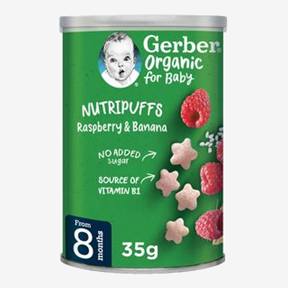 Gerber®
Organic
for Baby
NUTRIPUFFS
Raspberry & Banana
NO ADDED
Sugar
SOURCE OF
VITAMIN B1
From
8
months
35g